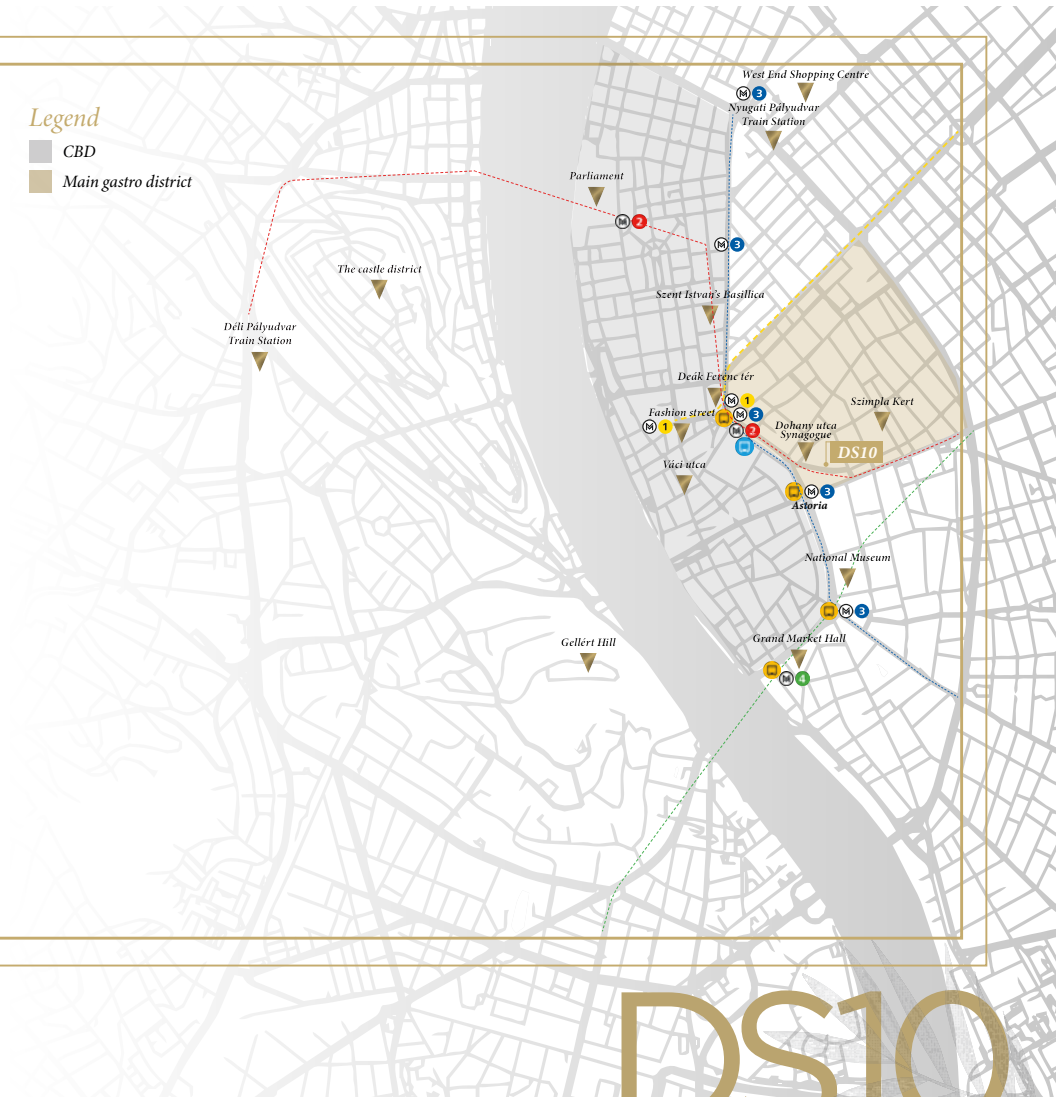 Legend
CBD
Main gastro district
West End Shopping Centre
M 3
Nyugati Pályudvar
Train Station
Parliament
M 2
M 3
The castle district
Szent Istvan's Basillica
Déli Pályudvar
Train Station
Deák Ferenc tér
M 1
Szimpla Kert
Fashion street
M 3
M 1
M 2
Dohany utca
Synagogue
DS10
Váci utca
M 3
Astoria
National Museum
M 3
Gellért Hill
Grand Market Hall
M 4
DS10